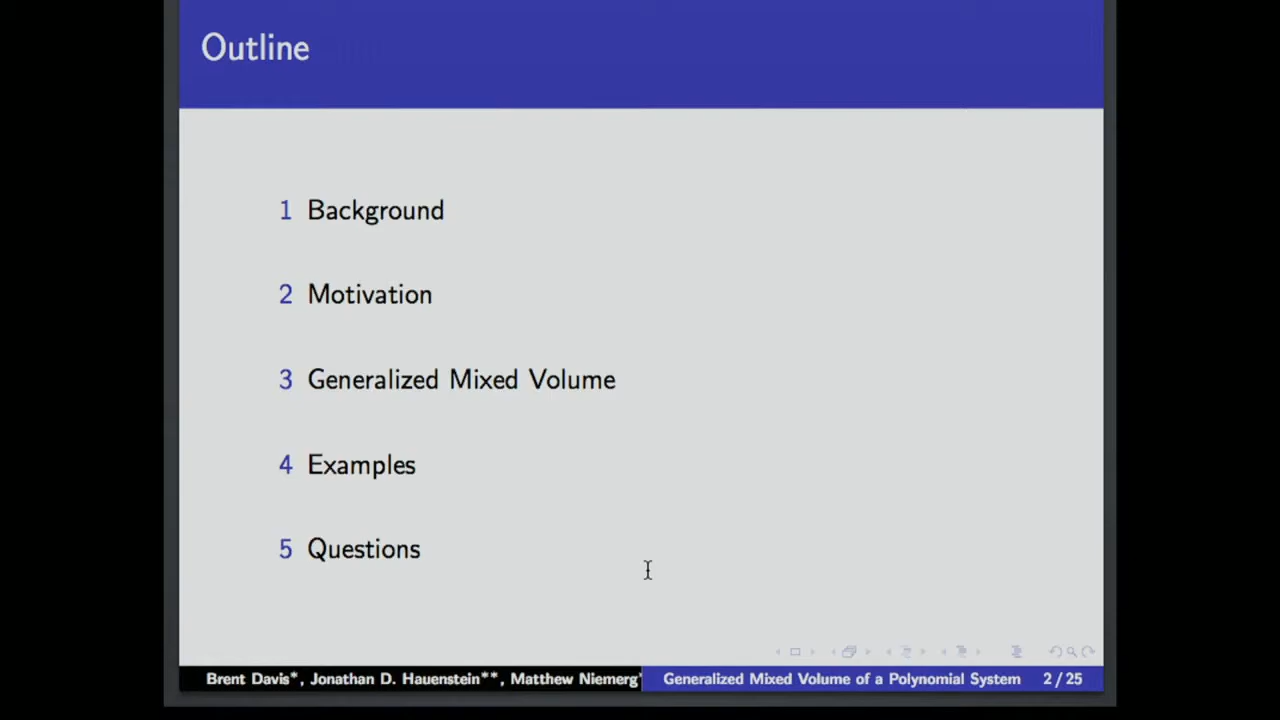 Outline
1 Background
2 Motivation
3 Generalized Mixed Volume
4 Examples
5 Questions
Brent Davis*, Jonathan D. Hauenstein**, Matthew Niemerg* Generalized Mixed Volume of a Polynomial System 2 / 25